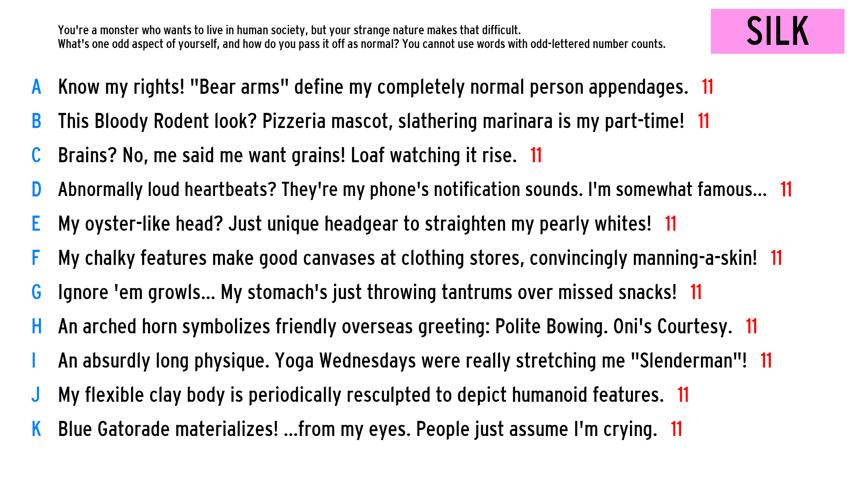 You're a monster who wants to live in human society, but your strange nature makes that difficult.
What's one odd aspect of yourself, and how do you pass it off as normal? You cannot use words with odd-lettered number counts.
SILK
A Know my rights! "Bear arms" define my completely normal person appendages. 11
B This Bloody Rodent look? Pizzeria mascot, slathering marinara is my part-time! 11
C Brains? No, me said me want grains! Loaf watching it rise. 11
D Abnormally loud heartbeats? They're my phone's notification sounds. I'm somewhat famous... 11
E My oyster-like head? Just unique headgear to straighten my pearly whites! 11
F My chalky features make good canvases at clothing stores, convincingly manning-a-skin! 11
G Ignore 'em growls... My stomach's just throwing tantrums over missed snacks! 11
H An arched horn symbolizes friendly overseas greeting: Polite Bowing. Oni's Courtesy. 11
I An absurdly long physique. Yoga Wednesdays were really stretching me "Slenderman"! 11
J My flexible clay body is periodically resculpted to depict humanoid features. 11
K Blue Gatorade materializes! ...from my eyes. People just assume I'm crying. 11